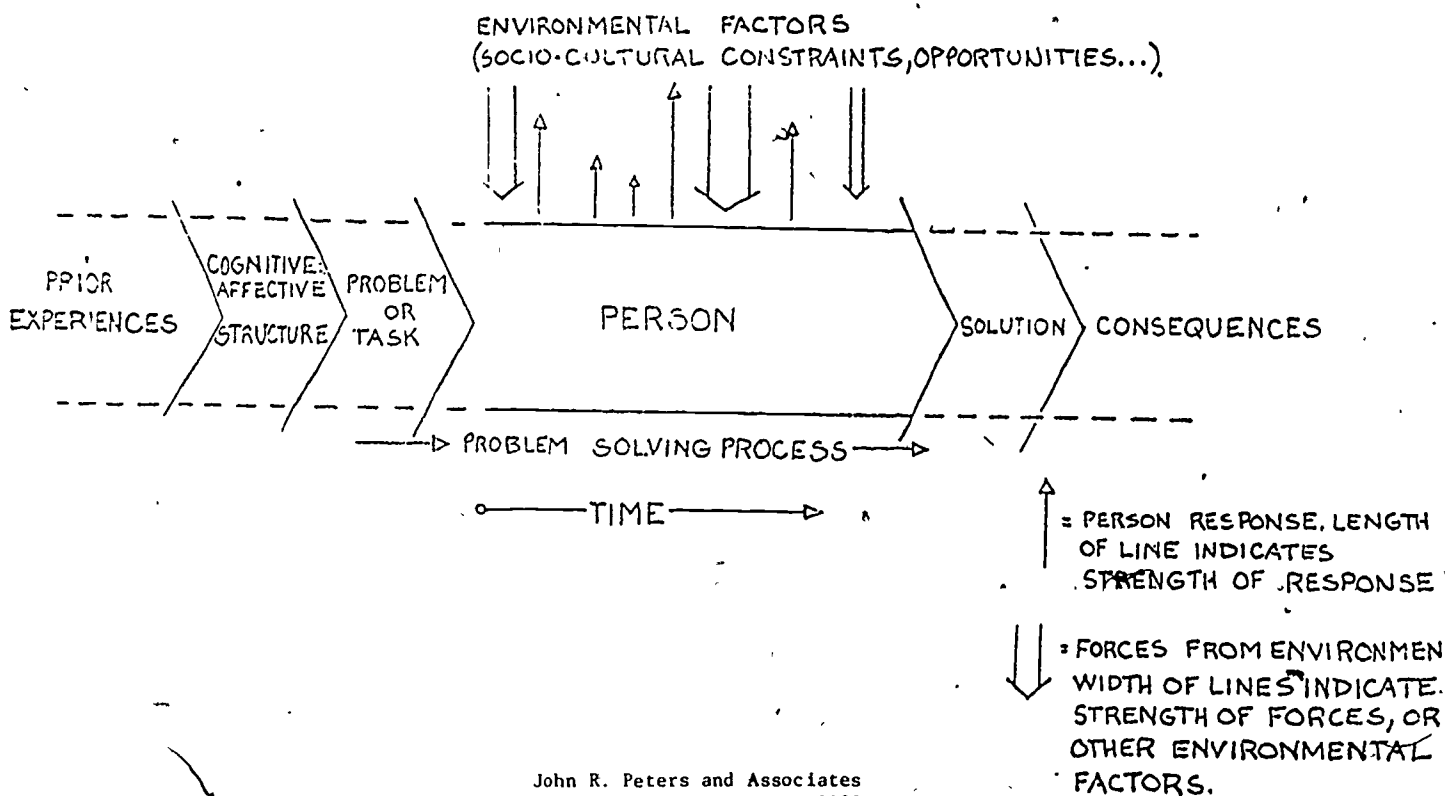 ENVIRONMENTAL FACTORS
(SOCIO-CULTURAL CONSTRAINTS, OPPORTUNITIES...)
PRIOR
EXPERIENCES
COGNITIVE-
AFFECTIVE
STRUCTURE
PROBLEM
OR
TASK
PERSON
SOLUTION
CONSEQUENCES
PROBLEM SOLVING PROCESS
TIME
= PERSON RESPONSE. LENGTH
OF LINE INDICATES
STRENGTH OF RESPONSE
= FORCES FROM ENVIRONMEN
WIDTH OF LINES INDICATE
STRENGTH OF FORCES, OR
OTHER ENVIRONMENTAL
FACTORS.
John R. Peters and Associates